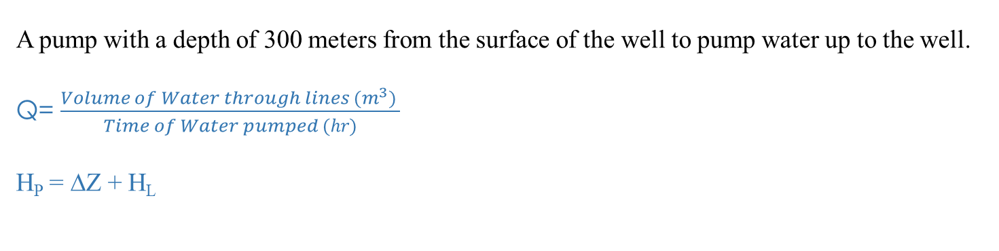 A pump with a depth of 300 meters from the surface of the well to pump water up to the well.
Q= Volume of Water through lines (m³)
Time of Water pumped (hr)
H_P = ΔZ + H_L